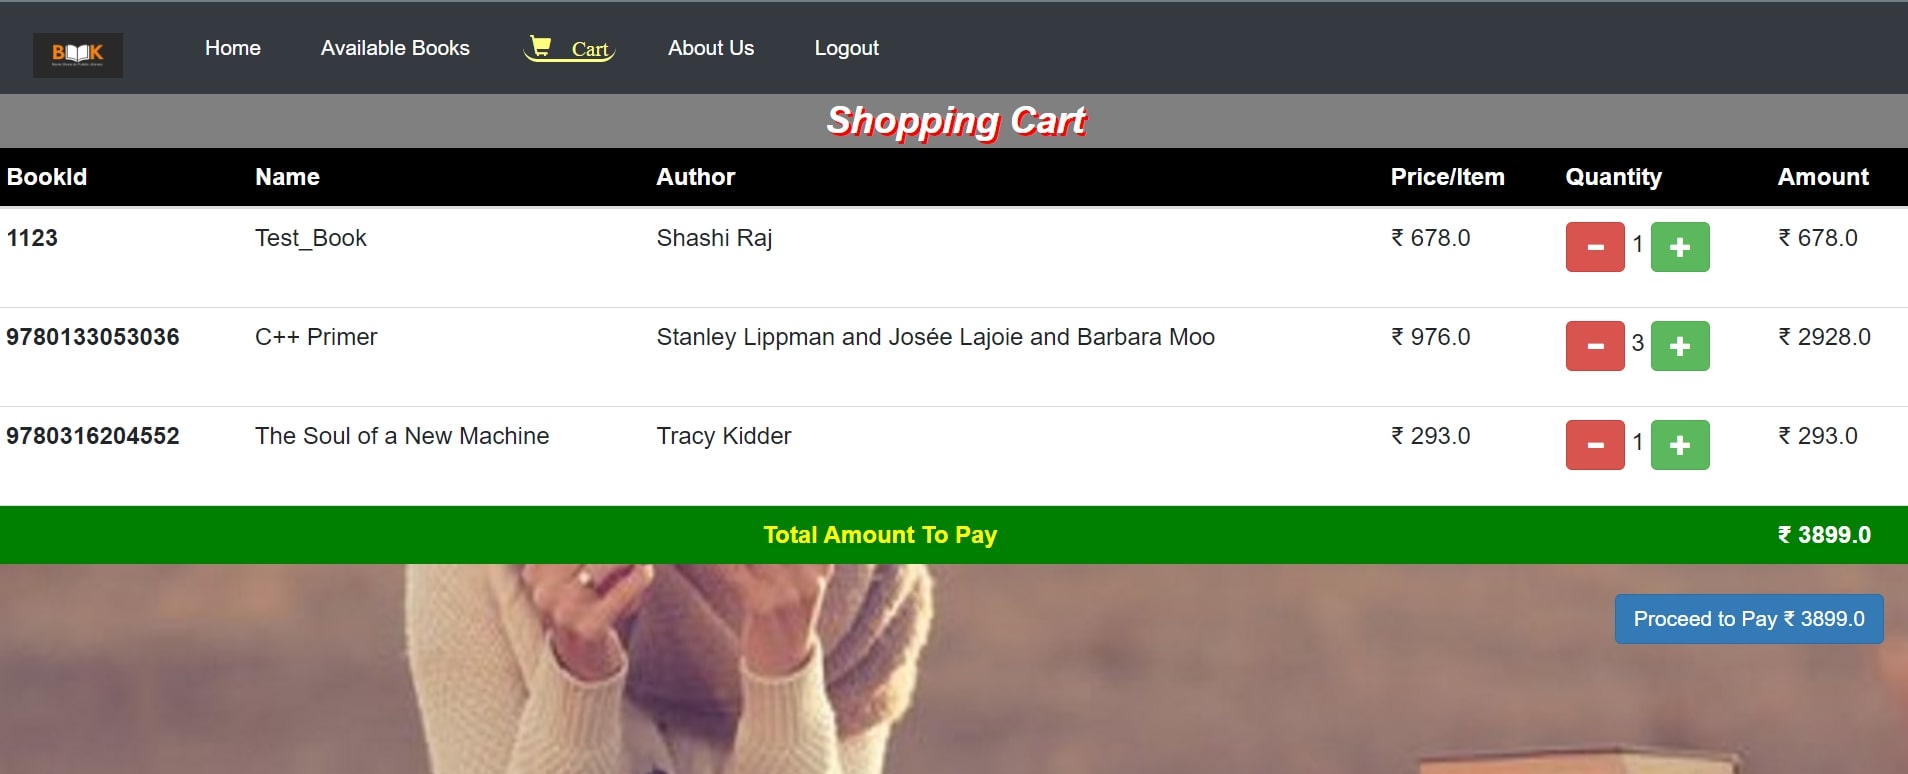 BOOK
Home
Available Books
Cart
About Us
Logout
Shopping Cart
BookId Name Author Price/Item Quantity Amount
1123 Test_Book Shashi Raj ₹ 678.0 1 ₹ 678.0
9780133053036 C++ Primer Stanley Lippman and Josée Lajoie and Barbara Moo ₹ 976.0 3 ₹ 2928.0
9780316204552 The Soul of a New Machine Tracy Kidder ₹ 293.0 1 ₹ 293.0
Total Amount To Pay ₹ 3899.0
Proceed to Pay ₹ 3899.0